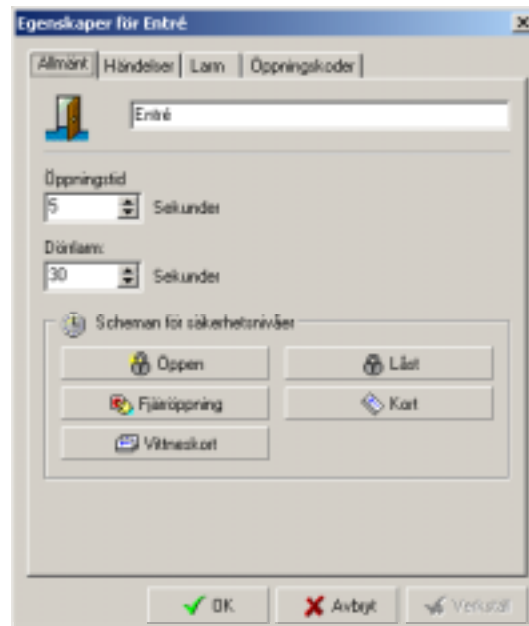 Egenskaper för Entré
Allmänt Händelser Larm Öppningskoder
Entré
Öppningstid
5 Sekunder
Dörrlarm:
30 Sekunder
Scheman för säkerhetsnivåer
Öppen Låst
Fjärröppning Kort
Vittneskort
OK Avbryt Verkställ